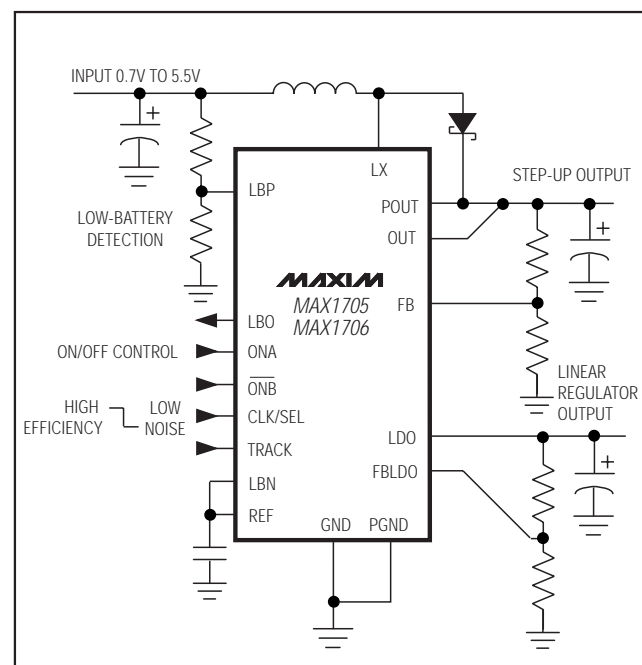 INPUT 0.7V TO 5.5V
+
LX
STEP-UP OUTPUT
LBP
POUT
+
LOW-BATTERY
DETECTION
OUT
MAXIM
MAX1705
MAX1706
FB
LBO
ON/OFF CONTROL
ONA
ONB
LINEAR
REGULATOR
OUTPUT
HIGH
EFFICIENCY
LOW
NOISE
CLK/SEL
TRACK
LDO
+
FBLDO
LBN
REF
GND
PGND